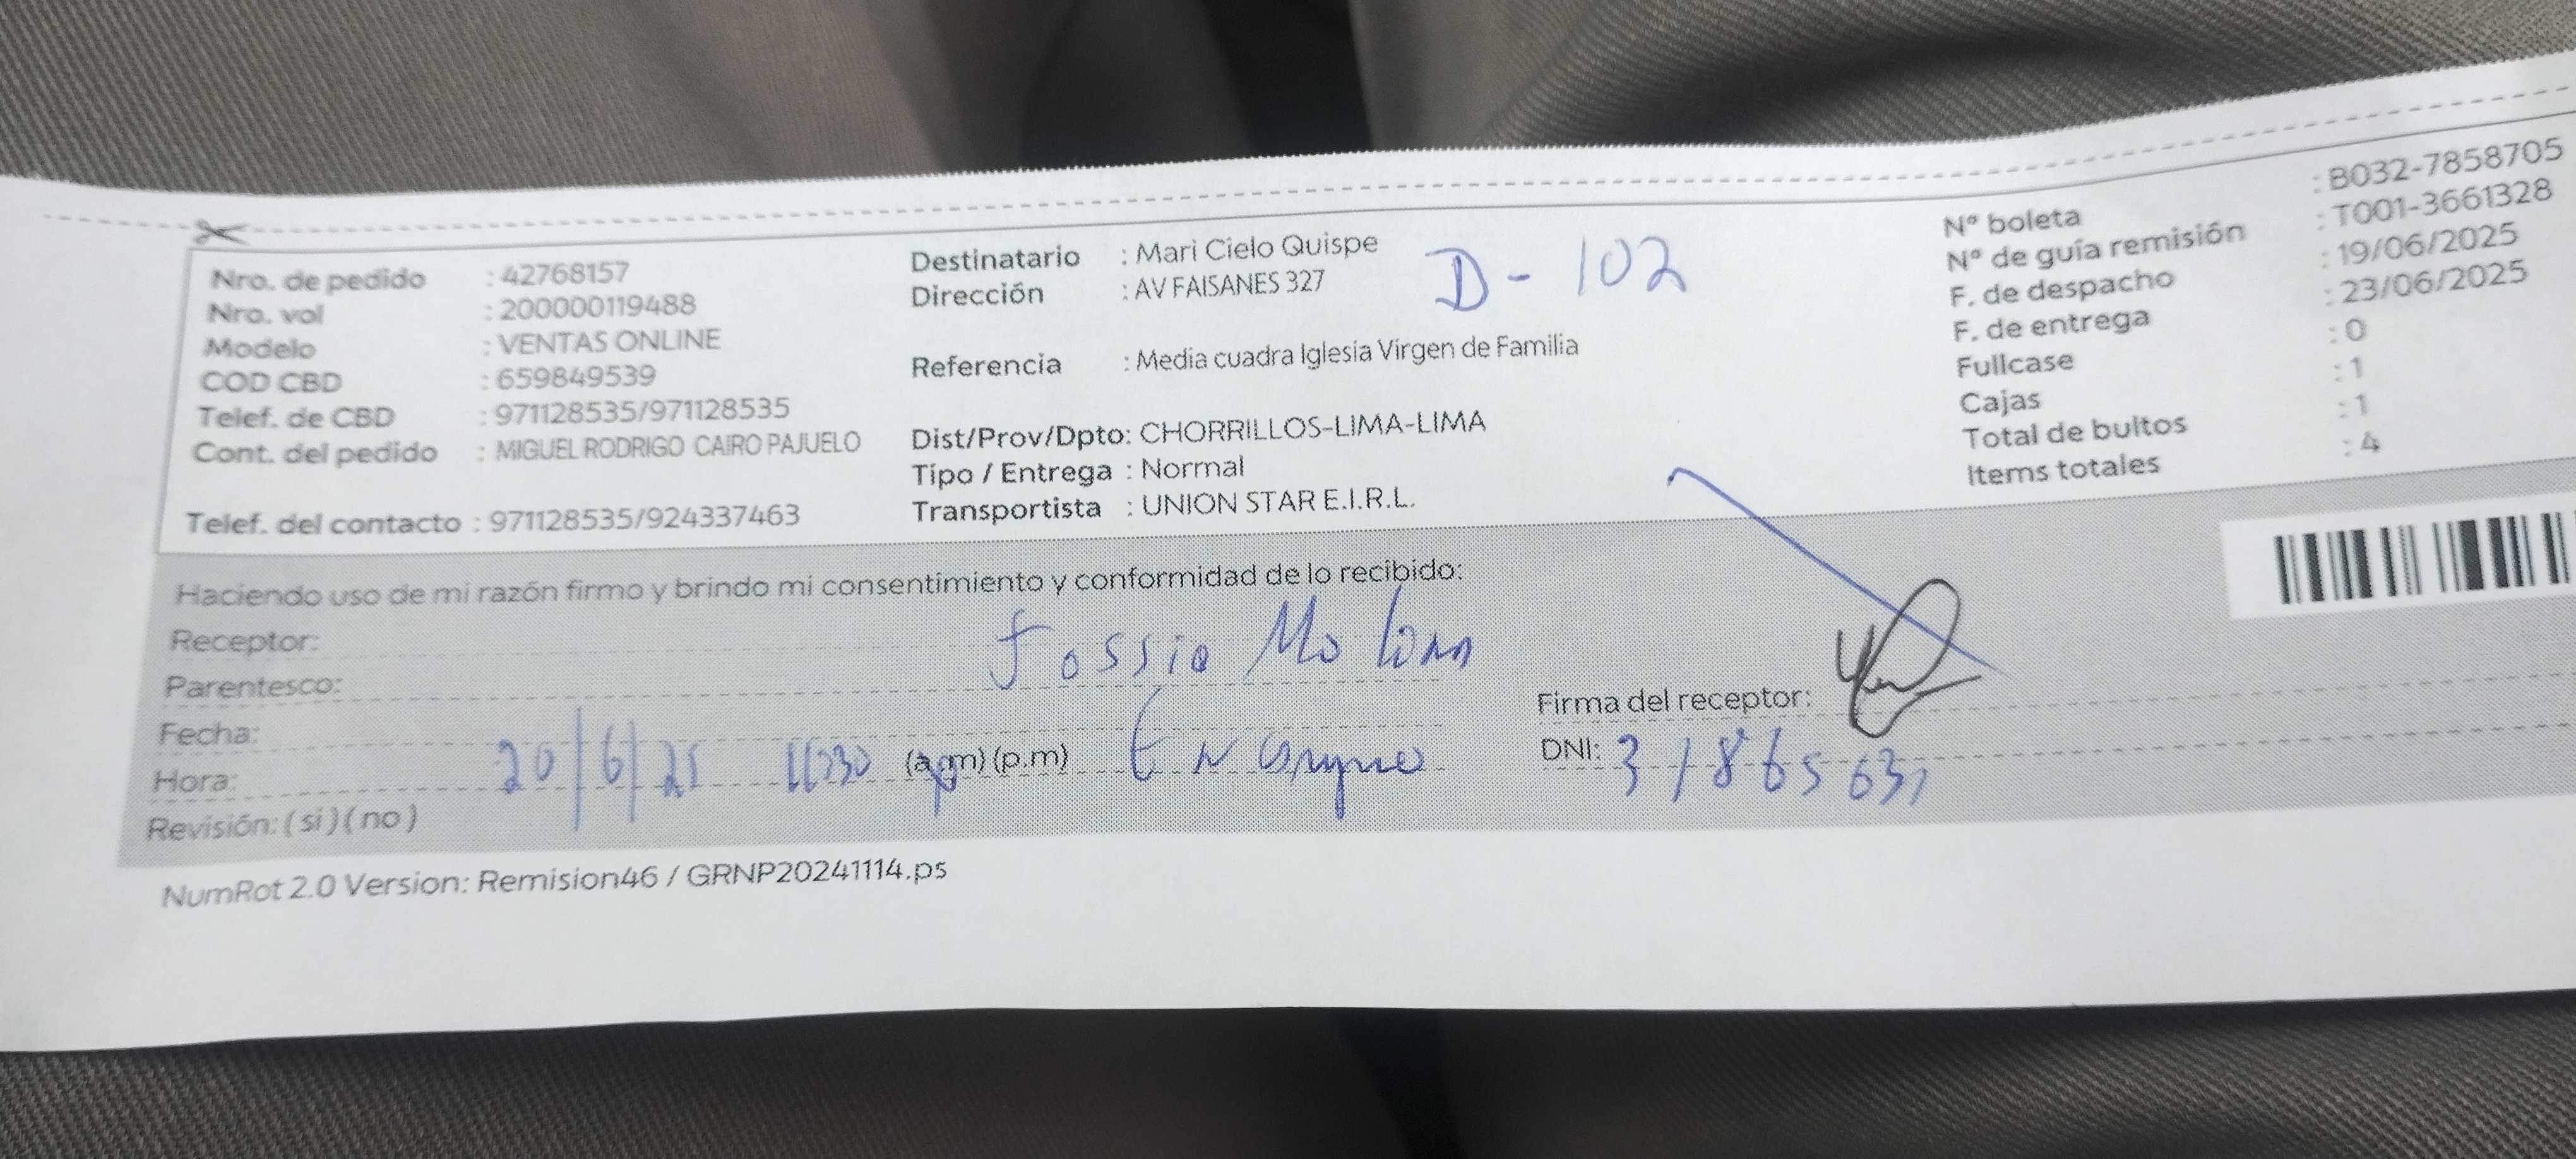 Nro. de pedido : 42768157
Nro. vol : 200000119488
Modelo : VENTAS ONLINE
COD CBD : 659849539
Telef. de CBD : 971128535/971128535
Cont. del pedido : MIGUEL RODRIGO CAIRO PAJUELO
Telef. del contacto : 971128535/924337463
Destinatario : Mari Cielo Quispe
Dirección : AV FAISANES 327 D - 102
Referencia : Media cuadra Iglesia Virgen de Familia
Dist/Prov/Dpto: CHORRILLOS-LIMA-LIMA
Tipo / Entrega : Normal
Transportista : UNION STAR E.I.R.L.
Nº boleta : B032-7858705
Nº de guía remisión : T001-3661328
F. de despacho : 19/06/2025
F. de entrega : 23/06/2025
Fullcase : 0
Cajas : 1
Total de bultos : 1
Items totales : 4
Haciendo uso de mi razón firmo y brindo mi consentimiento y conformidad de lo recibido:
Receptor:
Parentesco:
Fecha:
Hora: 20/6/25 11:30 (a.m) (p.m)
Revisión: ( si ) ( no )
Firma del receptor:
DNI:
NumRot 2.0 Version: Remision46 / GRNP20241114.ps